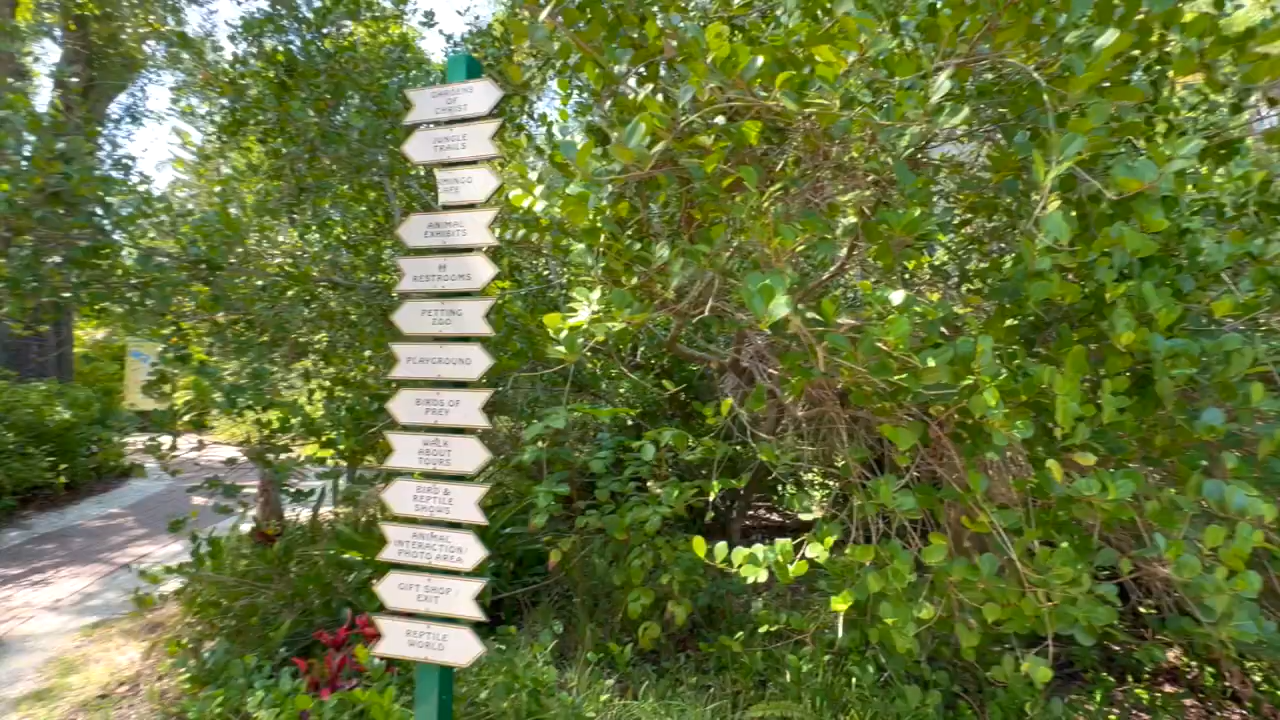 GARDENS
OF
CHRIST
JUNGLE
TRAILS
MINGO
ANIMAL
EXHIBITS
RESTROOMS
PETTING
ZOO
PLAYGROUND
BIRDS OF
PREY
WALK
ABOUT
TOURS
BIRD &
REPTILE
SHOWS
ANIMAL
INTERACTION/
PHOTO AREA
GIFT SHOP /
EXIT
REPTILE
WORLD